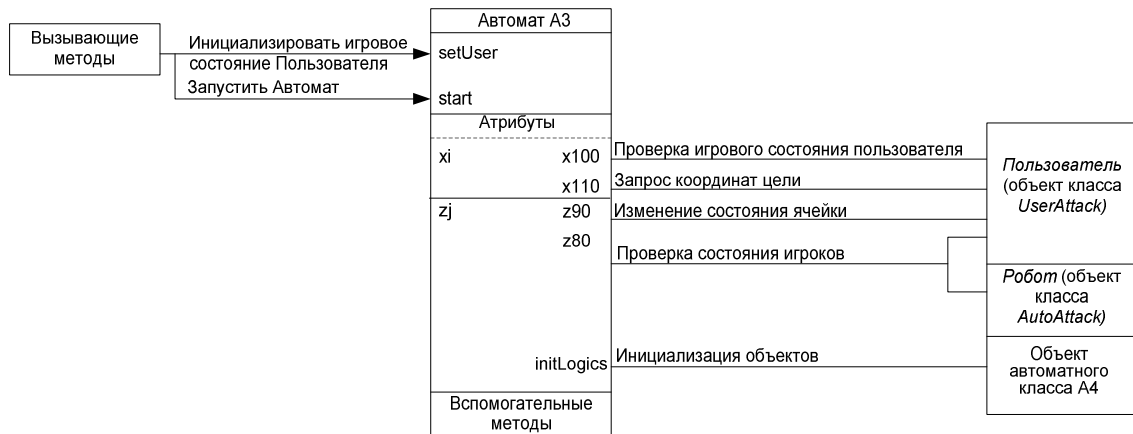 Автомат А3
Вызывающие
методы
Инициализировать игровое
состояние Пользователя
Запустить Автомат
setUser
start
Атрибуты
xi
x100
Проверка игрового состояния пользователя
x110
Запрос координат цели
zj
z90
Изменение состояния ячейки
z80
Проверка состояния игроков
initLogics
Инициализация объектов
Вспомогательные
методы
Пользователь
(объект класса
UserAttack)
Робот (объект
класса
AutoAttack)
Объект
автоматного
класса А4